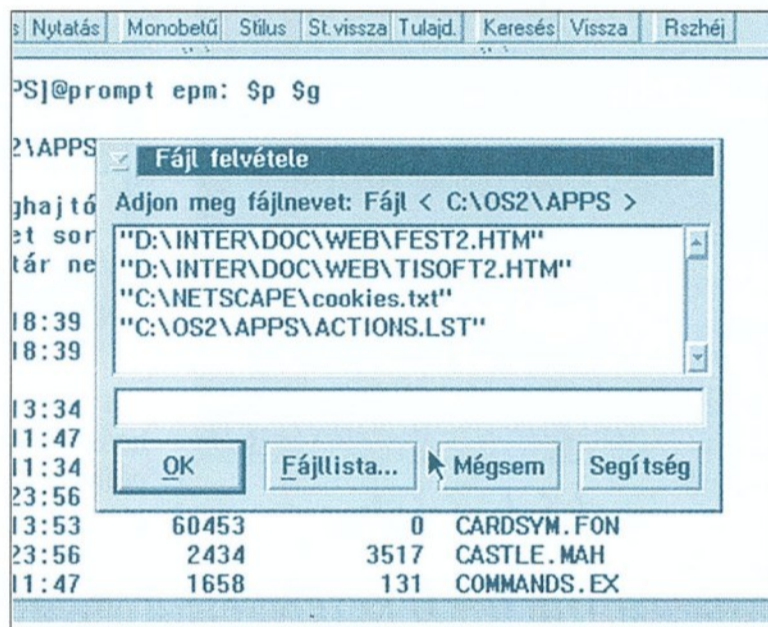 s Nytatás Monobetű Stílus St.vissza Tulajd. Keresés Vissza Rszhéj
PS]@prompt epm: $p $g
2\APPS
Fájl felvétele
ghajtó
Adjon meg fájlnevet: Fájl < C:\OS2\APPS >
et sor
"D:\INTER\DOC\WEB\FEST2.HTM"
tár ne
"D:\INTER\DOC\WEB\TISOFT2.HTM"
"C:\NETSCAPE\cookies.txt"
18:39
"C:\OS2\APPS\ACTIONS.LST"
18:39
13:34
11:47
11:34
OK Fájllista... Mégsem Segítség
23:56
13:53 60453 0 CARDSYM.FON
23:56 2434 3517 CASTLE.MAH
11:47 1658 131 COMMANDS.EX